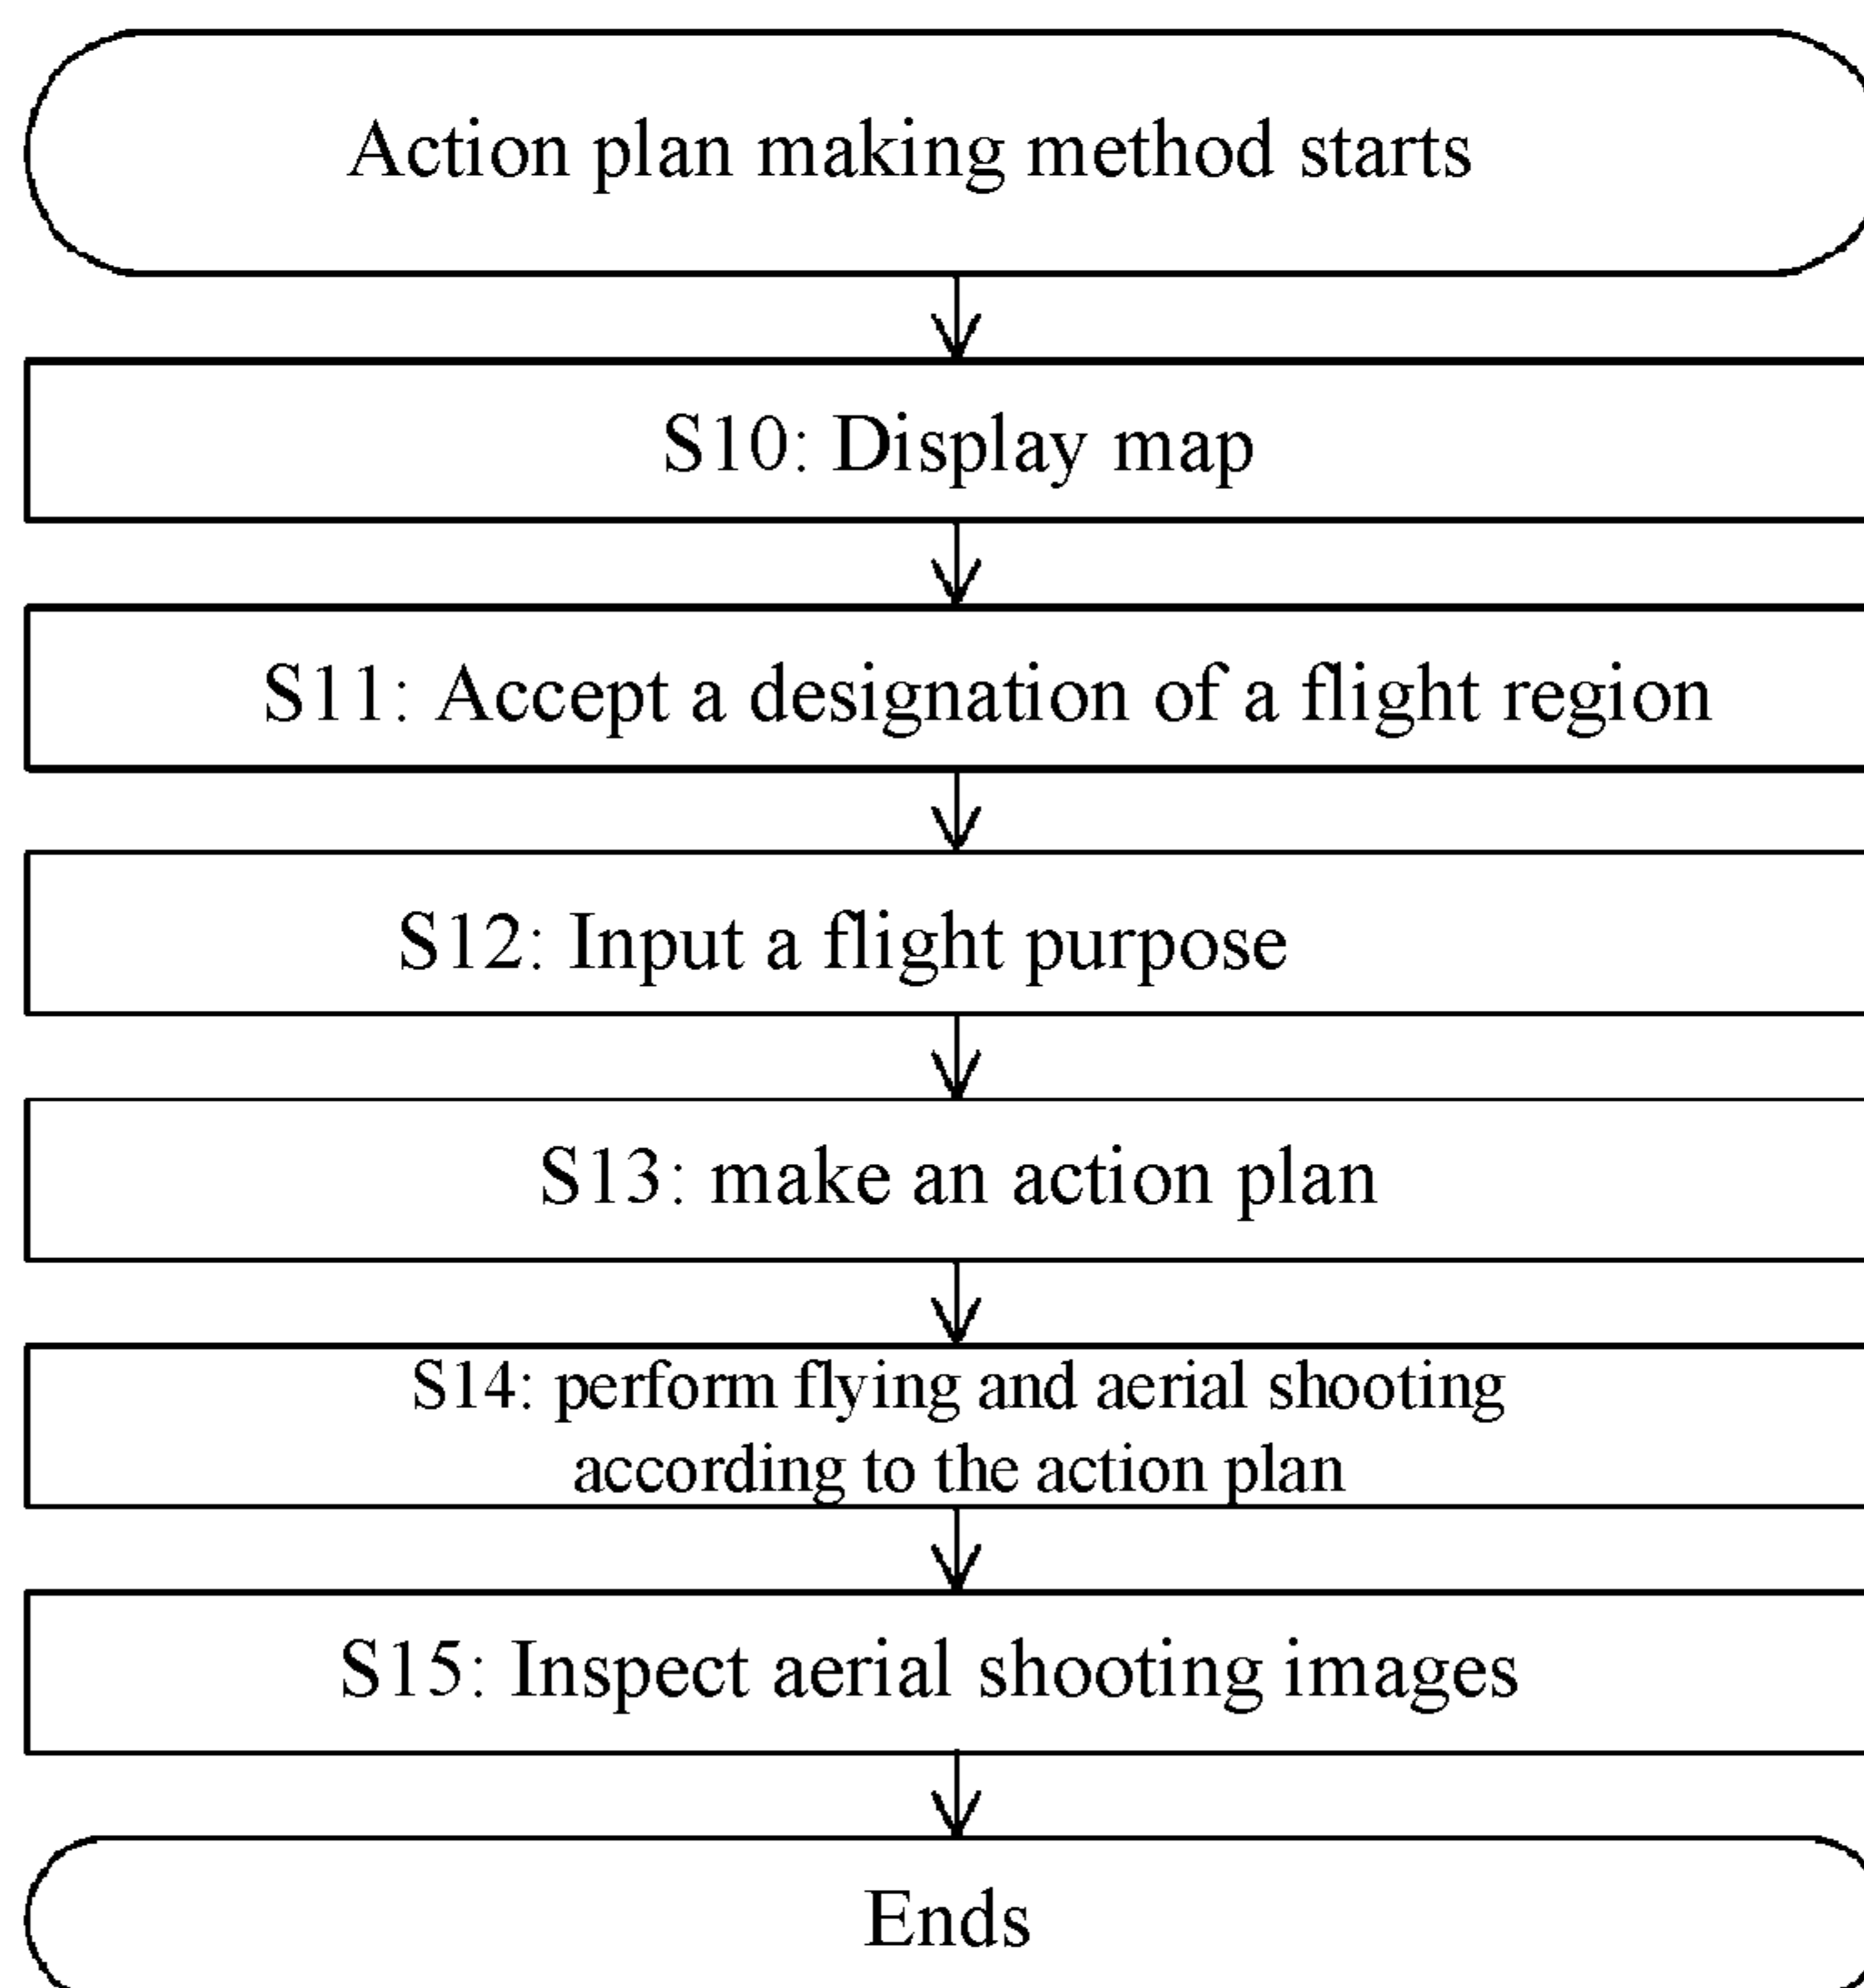 Action plan making method starts
S10: Display map
S11: Accept a designation of a flight region
S12: Input a flight purpose
S13: make an action plan
S14: perform flying and aerial shooting
according to the action plan
S15: Inspect aerial shooting images
Ends